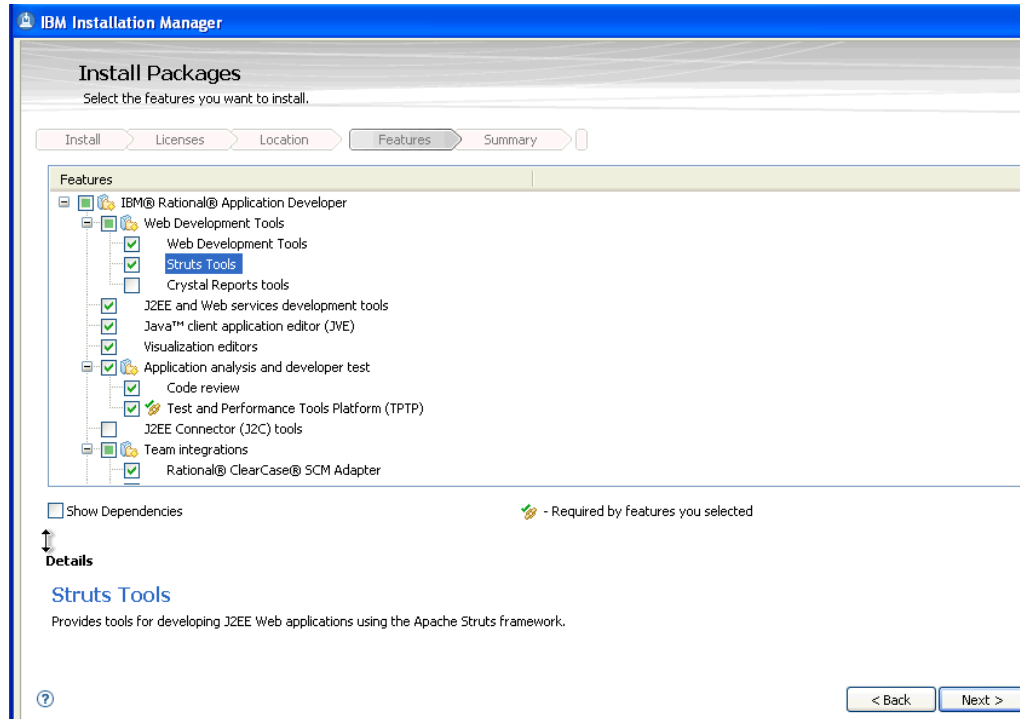 IBM Installation Manager
Install Packages
Select the features you want to install.
Install Licenses Location Features Summary
Features
IBM® Rational® Application Developer
Web Development Tools
Web Development Tools
Struts Tools
Crystal Reports tools
J2EE and Web services development tools
Java™ client application editor (JVE)
Visualization editors
Application analysis and developer test
Code review
Test and Performance Tools Platform (TPTP)
J2EE Connector (J2C) tools
Team integrations
Rational® ClearCase® SCM Adapter
Show Dependencies - Required by features you selected
Details
Struts Tools
Provides tools for developing J2EE Web applications using the Apache Struts framework.
? < Back Next >